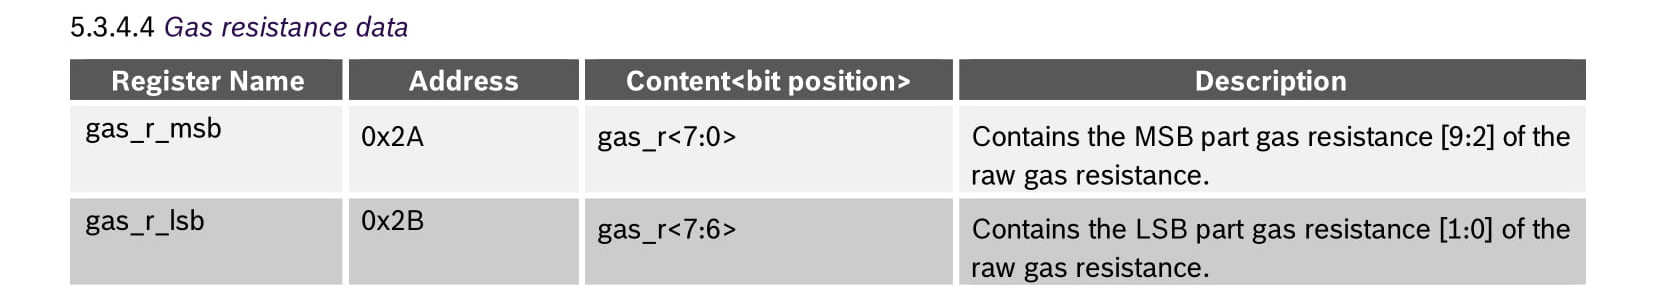 5.3.4.4 Gas resistance data
Register Name Address Content<bit position> Description
gas_r_msb 0x2A gas_r<7:0> Contains the MSB part gas resistance [9:2] of the
raw gas resistance.
gas_r_lsb 0x2B gas_r<7:6> Contains the LSB part gas resistance [1:0] of the
raw gas resistance.